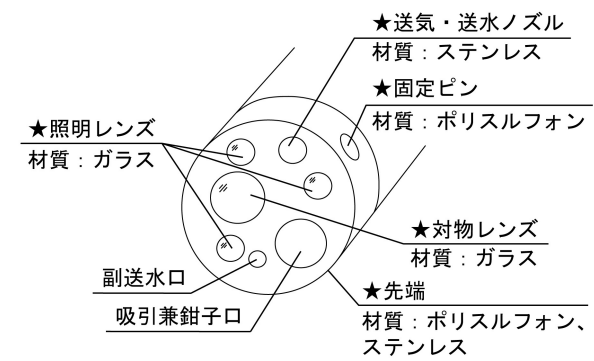 ★送気・送水ノズル
材質：ステンレス
★固定ピン
材質：ポリスルフォン
★照明レンズ
材質：ガラス
★対物レンズ
材質：ガラス
副送水口
吸引兼鉗子口
★先端
材質：ポリスルフォン、
ステンレス